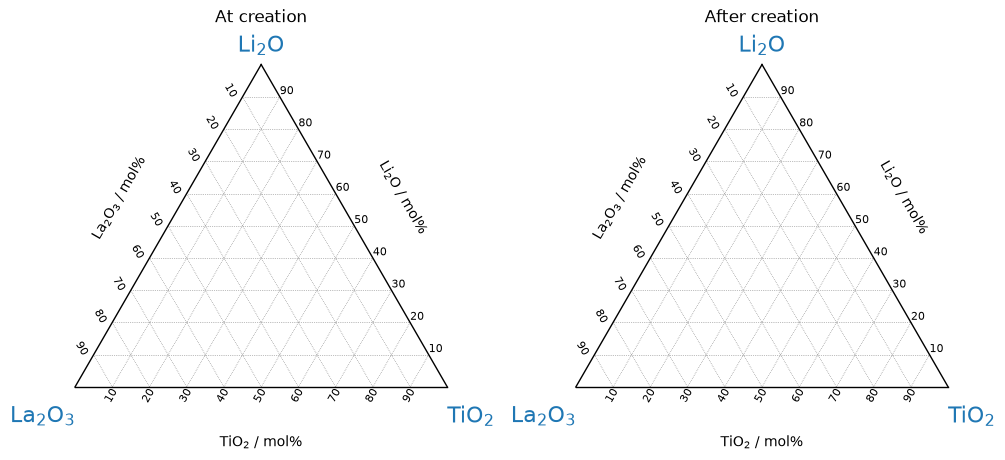 At creation
Li₂O
10 90
20 80
30 70
La₂O₃ / mol% Li₂O / mol%
40 60
50 50
60 40
70 30
80 20
90 10
10 20 30 40 50 60 70 80 90
La₂O₃ TiO₂
TiO₂ / mol%
After creation
Li₂O
10 90
20 80
30 70
La₂O₃ / mol% Li₂O / mol%
40 60
50 50
60 40
70 30
80 20
90 10
10 20 30 40 50 60 70 80 90
La₂O₃ TiO₂
TiO₂ / mol%